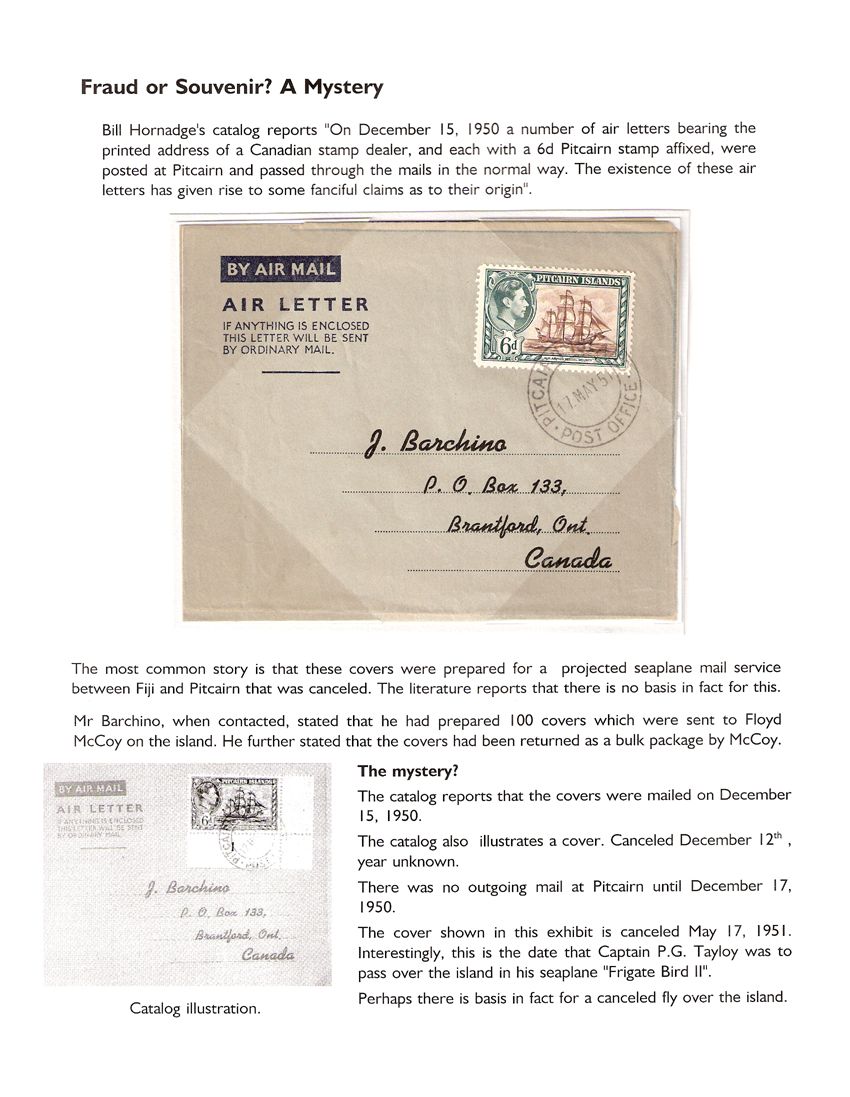 Fraud or Souvenir? A Mystery
Bill Hornadge's catalog reports "On December 15, 1950 a number of air letters bearing the
printed address of a Canadian stamp dealer, and each with a 6d Pitcairn stamp affixed, were
posted at Pitcairn and passed through the mails in the normal way. The existence of these air
letters has given rise to some fanciful claims as to their origin".
BY AIR MAIL
AIR LETTER
IF ANYTHING IS ENCLOSED
THIS LETTER WILL BE SENT
BY ORDINARY MAIL.
PITCAIRN ISLANDS
6d
17. MAY 51
POST OFFICE
J. Barchino
P. O. Box 133,
Brantford, Ont.
Canada
The most common story is that these covers were prepared for a projected seaplane mail service
between Fiji and Pitcairn that was canceled. The literature reports that there is no basis in fact for this.
Mr Barchino, when contacted, stated that he had prepared 100 covers which were sent to Floyd
McCoy on the island. He further stated that the covers had been returned as a bulk package by McCoy.
BY AIR MAIL
AIR LETTER
IF ANYTHING IS ENCLOSED
THIS LETTER WILL BE SENT
BY ORDINARY MAIL.
PITCAIRN ISLANDS
6d
J. Barchino
P. O. Box 133,
Brantford, Ont.
Canada
Catalog illustration.
The mystery?
The catalog reports that the covers were mailed on December
15, 1950.
The catalog also illustrates a cover. Canceled December 12th ,
year unknown.
There was no outgoing mail at Pitcairn until December 17,
1950.
The cover shown in this exhibit is canceled May 17, 1951.
Interestingly, this is the date that Captain P.G. Tayloy was to
pass over the island in his seaplane "Frigate Bird II".
Perhaps there is basis in fact for a canceled fly over the island.